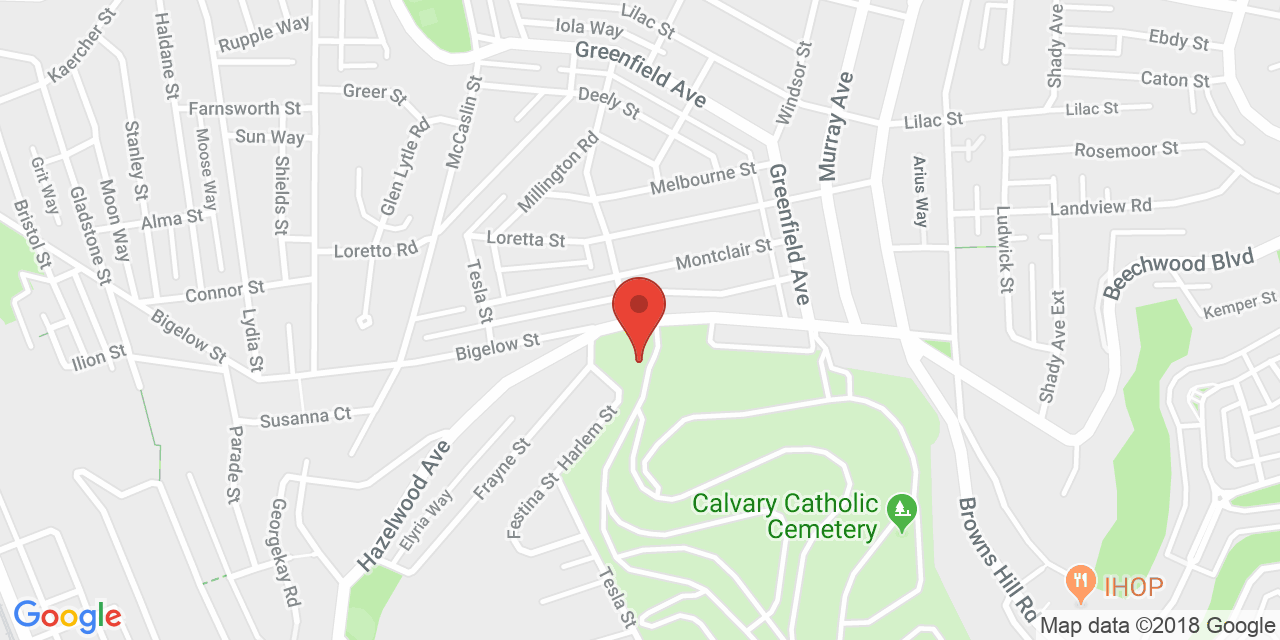 Kaercher St
Haldane St
Rupple Way
Iola Way
Lilac St
Greenfield Ave
Windsor St
Murray Ave
Shady Ave
Ebdy St
Caton St
Farnsworth St
Greer St
McCaslin St
Deely St
Lilac St
Lilac St
Sun Way
Stanley St
Moose Way
Glen Lytle Rd
Millington Rd
Melbourne St
Greenfield Ave
Arius Way
Rosemoor St
Grit Way
Bristol St
Gladstone St
Moon Way
Alma St
Shields St
Loretto Rd
Loretta St
Montclair St
Ludwick St
Landview Rd
Beechwood Blvd
Kemper St
Connor St
Tesla St
Lydia St
Bigelow St
Bigelow St
Ilion St
Shady Ave Ext
Susanna Ct
Parade St
Harlem St
Hazelwood Ave
Frayne St
Elyria Way
Festina St
Georgekay Rd
Calvary Catholic
Cemetery
Browns Hill Rd
Tesla St
IHOP
Google
Map data ©2018 Google